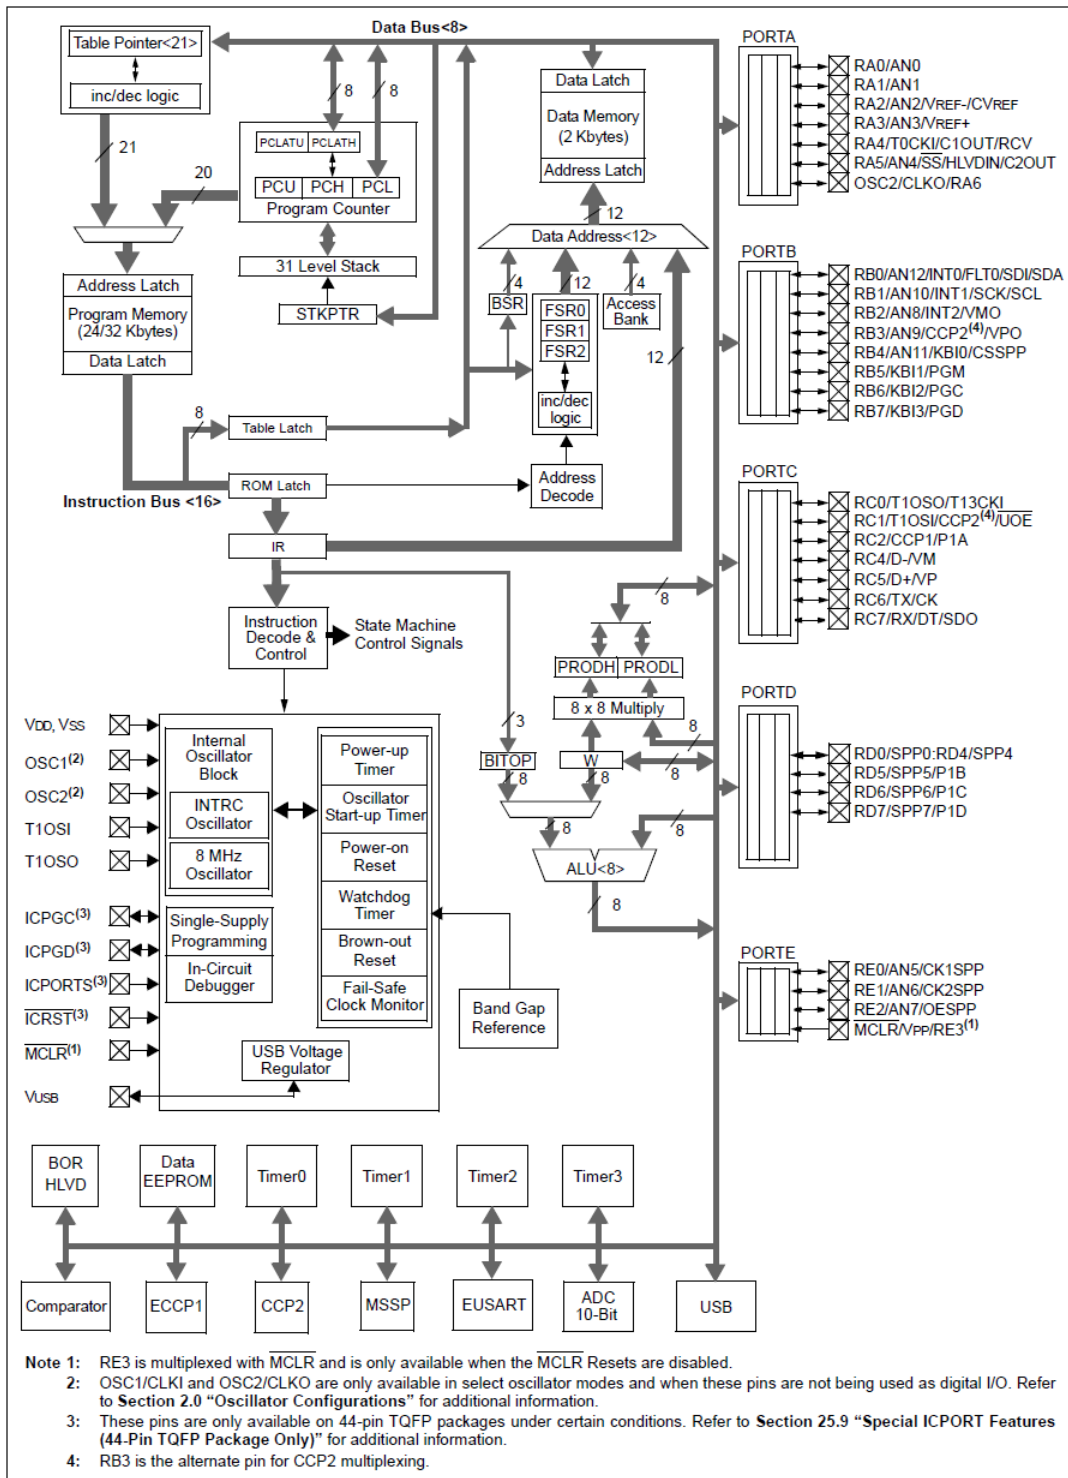 Data Bus<8>
Table Pointer<21>
inc/dec logic
21
20
8
8
PCLATU PCLATH
PCU PCH PCL
Program Counter
31 Level Stack
STKPTR
Address Latch
Program Memory
(24/32 Kbytes)
Data Latch
8
Table Latch
Instruction Bus <16>
ROM Latch
IR
Instruction
Decode &
Control
State Machine
Control Signals
Data Latch
Data Memory
(2 Kbytes)
Address Latch
12
Data Address<12>
4
12
4
BSR
FSR0
FSR1
FSR2
Access
Bank
12
inc/dec
logic
Address
Decode
8
PRODH PRODL
8 x 8 Multiply
3
8
BITOP
W
8
8
8
8
8
ALU<8>
8
PORTA
RA0/AN0
RA1/AN1
RA2/AN2/VREF-/CVREF
RA3/AN3/VREF+
RA4/T0CKI/C1OUT/RCV
RA5/AN4/S̅S̅/HLVDIN/C2OUT
OSC2/CLKO/RA6
PORTB
RB0/AN12/INT0/FLT0/SDI/SDA
RB1/AN10/INT1/SCK/SCL
RB2/AN8/INT2/VMO
RB3/AN9/CCP2(4)/VPO
RB4/AN11/KBI0/CSSPP
RB5/KBI1/PGM
RB6/KBI2/PGC
RB7/KBI3/PGD
PORTC
RC0/T1OSO/T13CKI
RC1/T1OSI/CCP2(4)/U̅O̅E̅
RC2/CCP1/P1A
RC4/D-/VM
RC5/D+/VP
RC6/TX/CK
RC7/RX/DT/SDO
PORTD
RD0/SPP0:RD4/SPP4
RD5/SPP5/P1B
RD6/SPP6/P1C
RD7/SPP7/P1D
PORTE
RE0/AN5/CK1SPP
RE1/AN6/CK2SPP
RE2/AN7/OESPP
M̅C̅L̅R̅/VPP/RE3(1)
VDD, VSS
OSC1(2)
OSC2(2)
T1OSI
T1OSO
ICPGC(3)
ICPGD(3)
ICPORTS(3)
I̅C̅R̅S̅T̅(3)
M̅C̅L̅R̅(1)
VUSB
Internal
Oscillator
Block
INTRC
Oscillator
8 MHz
Oscillator
Single-Supply
Programming
In-Circuit
Debugger
Power-up
Timer
Oscillator
Start-up Timer
Power-on
Reset
Watchdog
Timer
Brown-out
Reset
Fail-Safe
Clock Monitor
Band Gap
Reference
USB Voltage
Regulator
BOR
HLVD
Data
EEPROM
Timer0
Timer1
Timer2
Timer3
Comparator
ECCP1
CCP2
MSSP
EUSART
ADC
10-Bit
USB
Note 1: RE3 is multiplexed with M̅C̅L̅R̅ and is only available when the M̅C̅L̅R̅ Resets are disabled.
2: OSC1/CLKI and OSC2/CLKO are only available in select oscillator modes and when these pins are not being used as digital I/O. Refer
to Section 2.0 “Oscillator Configurations” for additional information.
3: These pins are only available on 44-pin TQFP packages under certain conditions. Refer to Section 25.9 “Special ICPORT Features
(44-Pin TQFP Package Only)” for additional information.
4: RB3 is the alternate pin for CCP2 multiplexing.